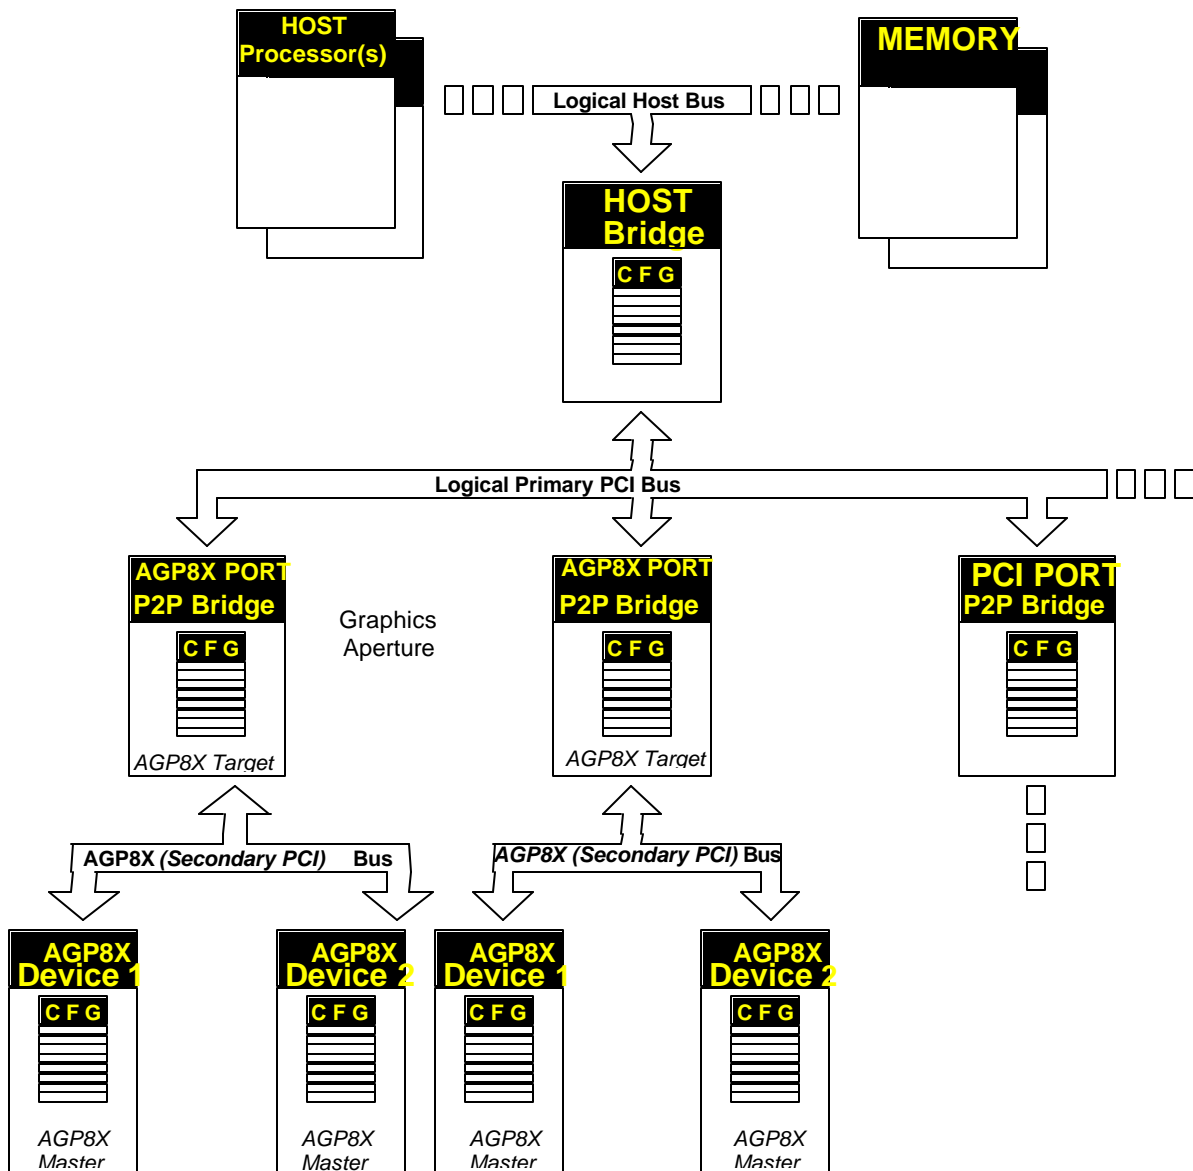 HOST
Processor(s)
MEMORY
Logical Host Bus
HOST
Bridge
C F G
Logical Primary PCI Bus
AGP8X PORT
P2P Bridge
C F G
AGP8X Target
Graphics
Aperture
AGP8X PORT
P2P Bridge
C F G
AGP8X Target
PCI PORT
P2P Bridge
C F G
AGP8X (Secondary PCI) Bus
AGP8X (Secondary PCI) Bus
AGP8X
Device 1
C F G
AGP8X
Master
AGP8X
Device 2
C F G
AGP8X
Master
AGP8X
Device 1
C F G
AGP8X
Master
AGP8X
Device 2
C F G
AGP8X
Master